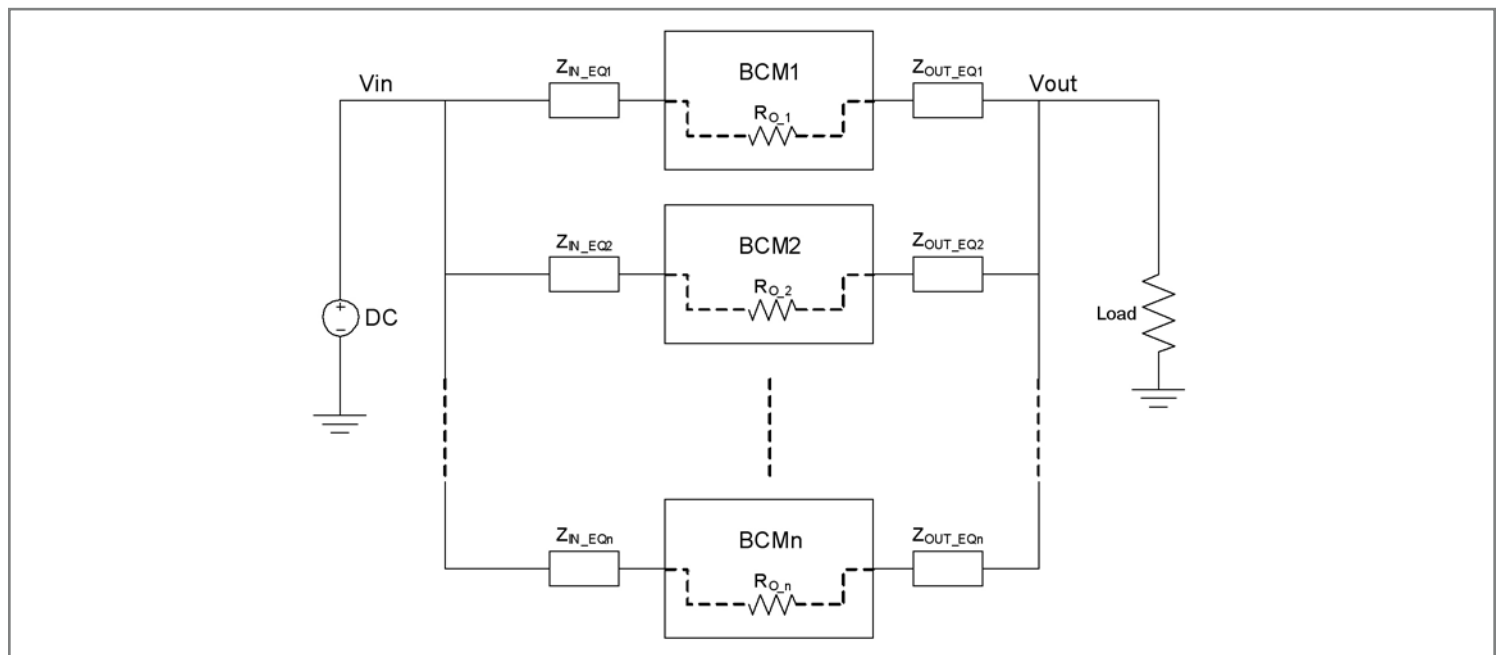 Z_IN_EQ1 BCM1 Z_OUT_EQ1
Vin Vout
R_O_1
Z_IN_EQ2 BCM2 Z_OUT_EQ2
R_O_2
+
− DC Load
Z_IN_EQn BCMn Z_OUT_EQn
R_O_n